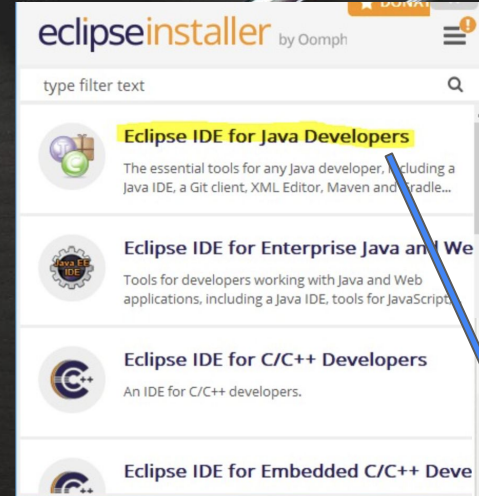 eclipseinstaller by Oomph
type filter text
Eclipse IDE for Java Developers
The essential tools for any Java developer, including a
Java IDE, a Git client, XML Editor, Maven and Gradle...
Java EE
IDE
Eclipse IDE for Enterprise Java and We
Tools for developers working with Java and Web
applications, including a Java IDE, tools for JavaScript,
C++
Eclipse IDE for C/C++ Developers
An IDE for C/C++ developers.
Eclipse IDE for Embedded C/C++ Deve